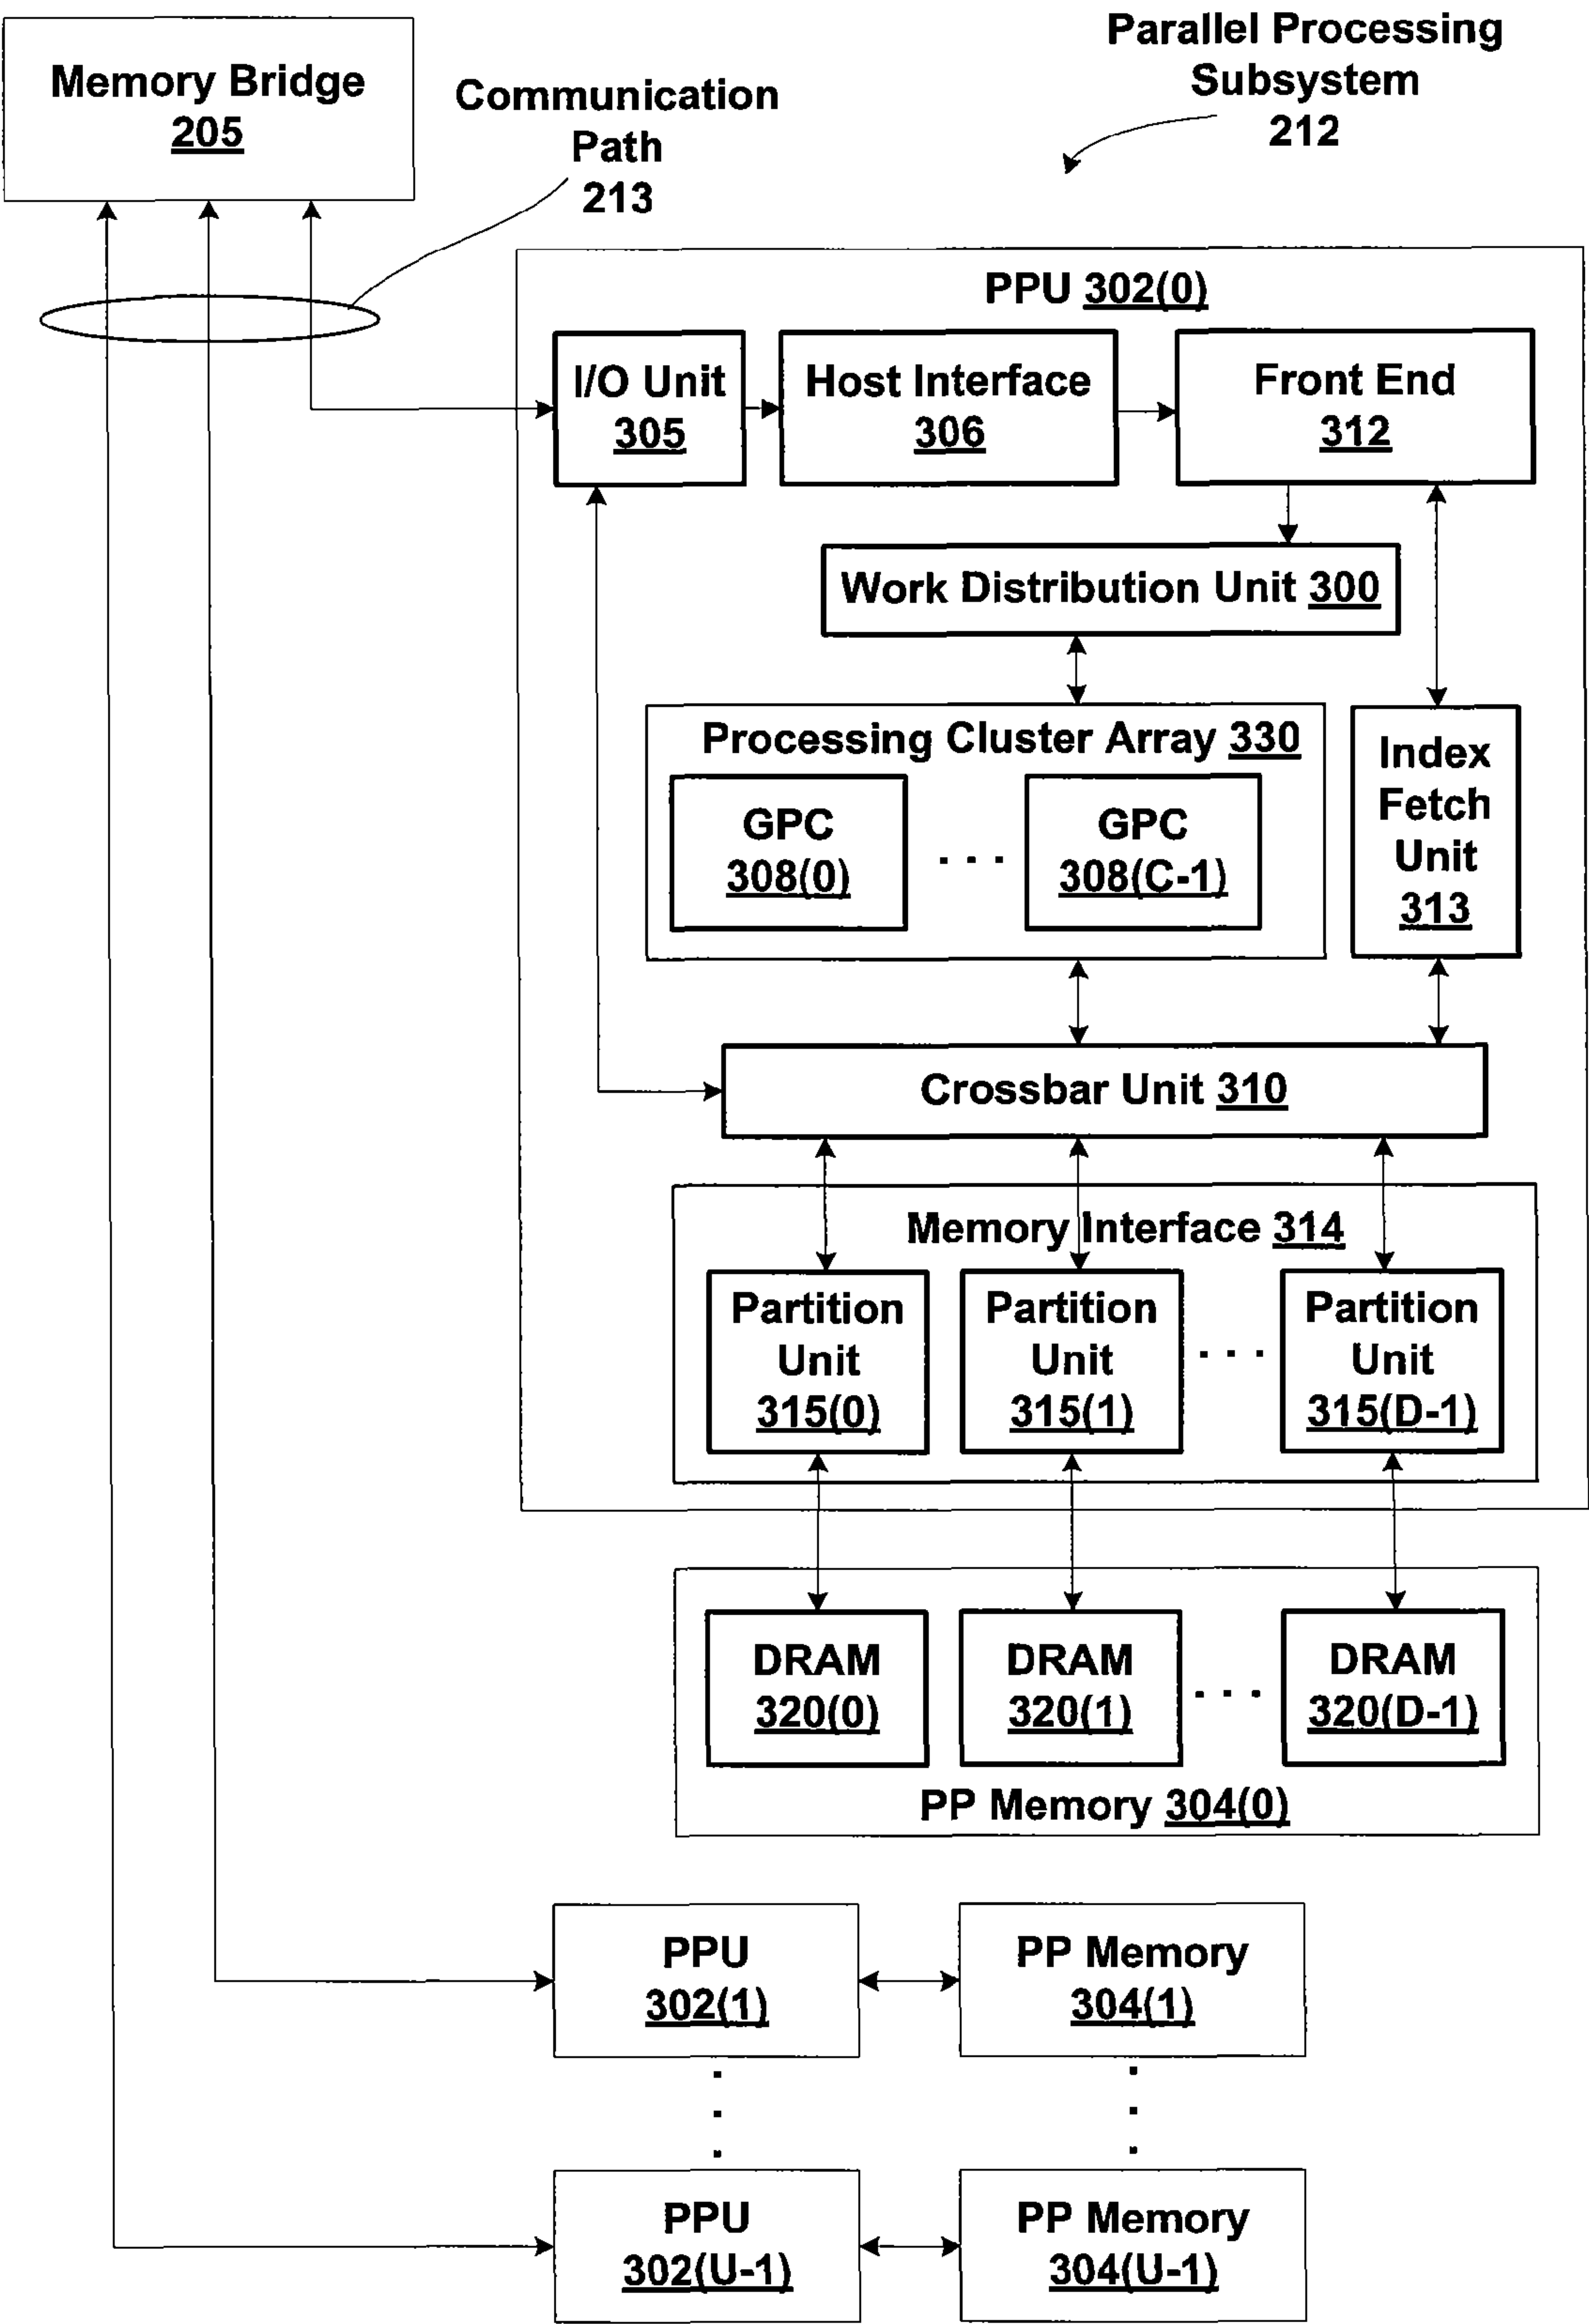 Parallel Processing
Subsystem
212
Memory Bridge
205
Communication
Path
213
PPU 302(0)
I/O Unit
305
Host Interface
306
Front End
312
Work Distribution Unit 300
Processing Cluster Array 330
GPC
308(0)
. . .
GPC
308(C-1)
Index
Fetch
Unit
313
Crossbar Unit 310
Memory Interface 314
Partition
Unit
315(0)
Partition
Unit
315(1)
. . .
Partition
Unit
315(D-1)
DRAM
320(0)
DRAM
320(1)
. . .
DRAM
320(D-1)
PP Memory 304(0)
PPU
302(1)
PP Memory
304(1)
PPU
302(U-1)
PP Memory
304(U-1)